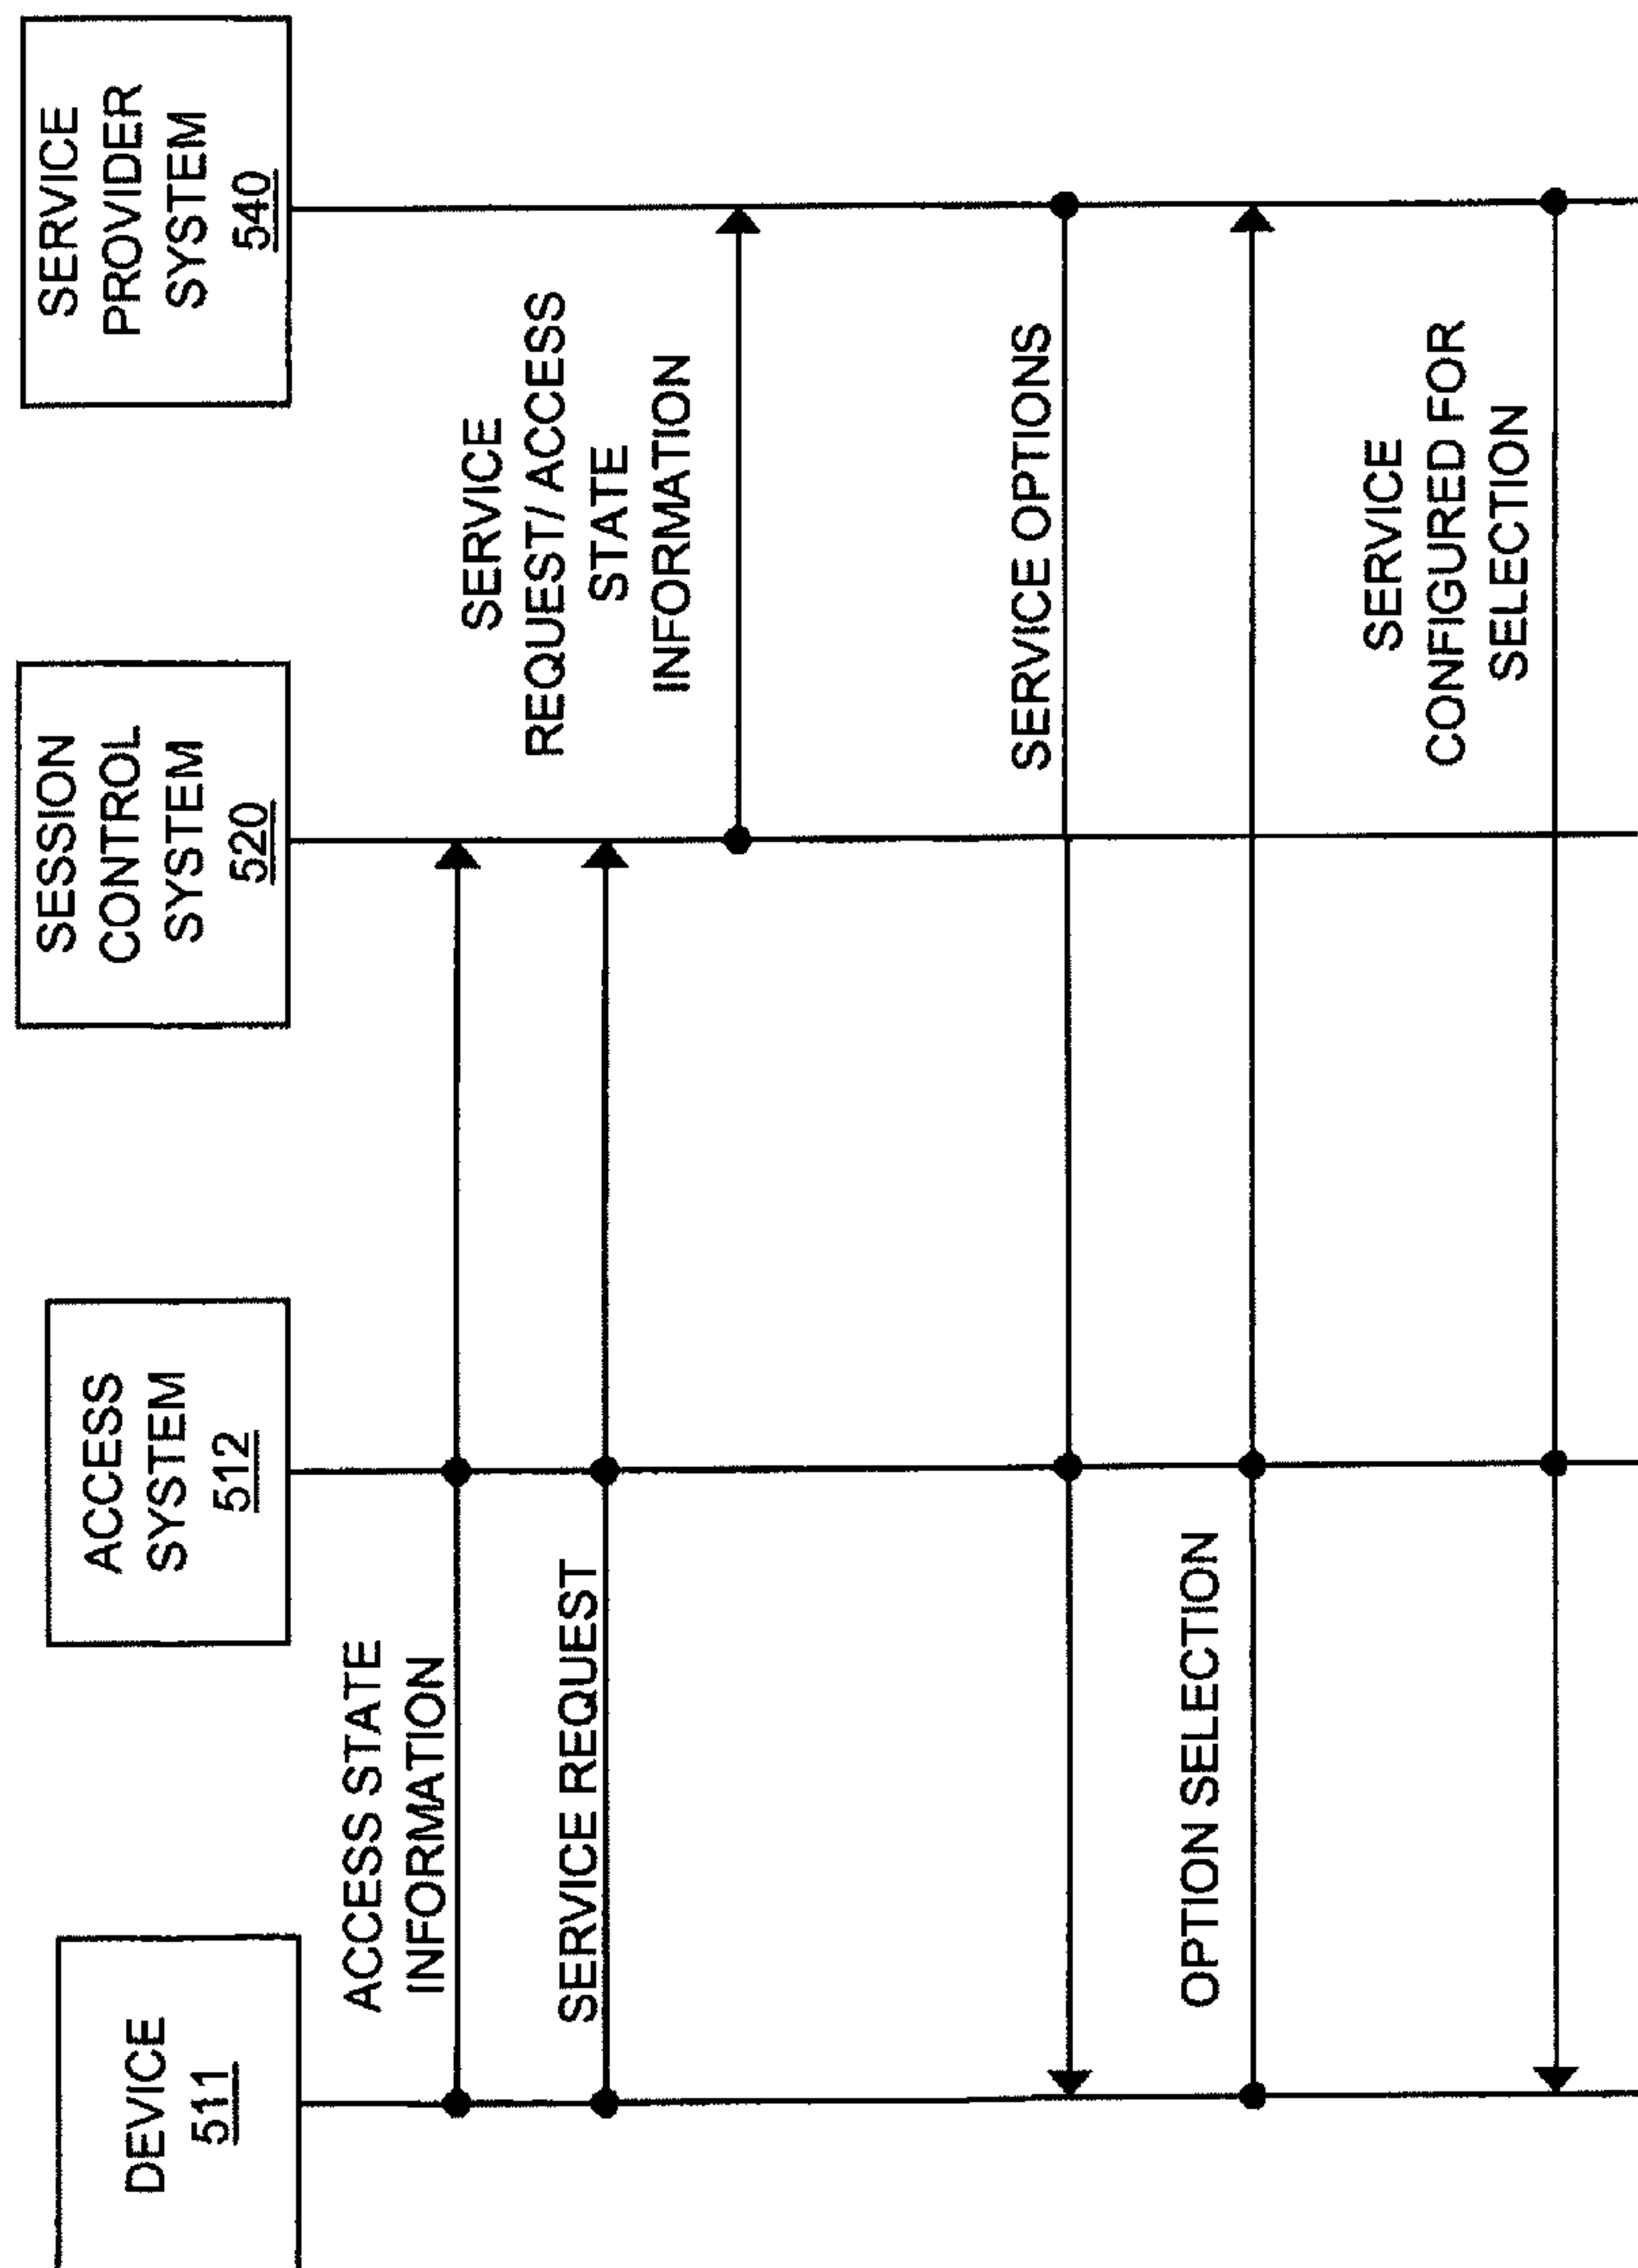 DEVICE
511
ACCESS
SYSTEM
512
SESSION
CONTROL
SYSTEM
520
SERVICE
PROVIDER
SYSTEM
540
ACCESS STATE
INFORMATION
SERVICE REQUEST
SERVICE
REQUEST/ ACCESS
STATE
INFORMATION
SERVICE OPTIONS
OPTION SELECTION
SERVICE
CONFIGURED FOR
SELECTION